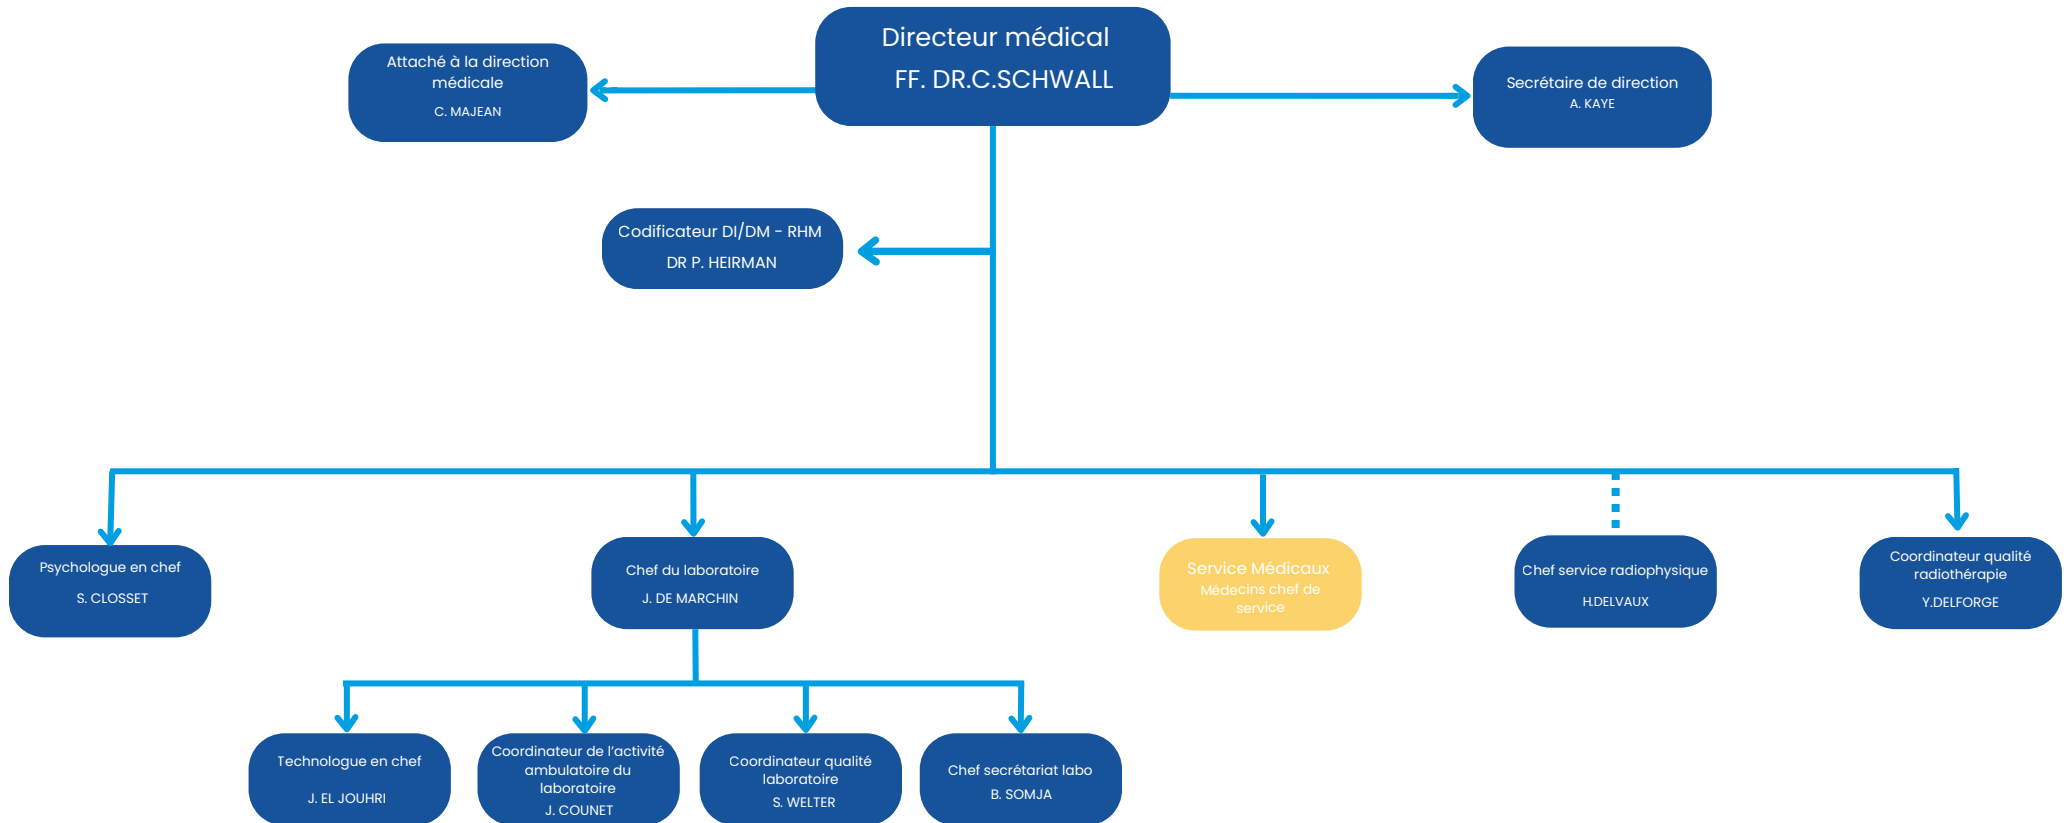 Directeur médical
FF. DR.C.SCHWALL
Attaché à la direction
médicale
C. MAJEAN
Secrétaire de direction
A. KAYE
Codificateur DI/DM - RHM
DR P. HEIRMAN
Psychologue en chef
S. CLOSSET
Chef du laboratoire
J. DE MARCHIN
Service Médicaux
Médecins chef de
service
Chef service radiophysique
H.DELVAUX
Coordinateur qualité
radiothérapie
Y.DELFORGE
Technologue en chef
J. EL JOUHRI
Coordinateur de l'activité
ambulatoire du
laboratoire
J. COUNET
Coordinateur qualité
laboratoire
S. WELTER
Chef secrétariat labo
B. SOMJA